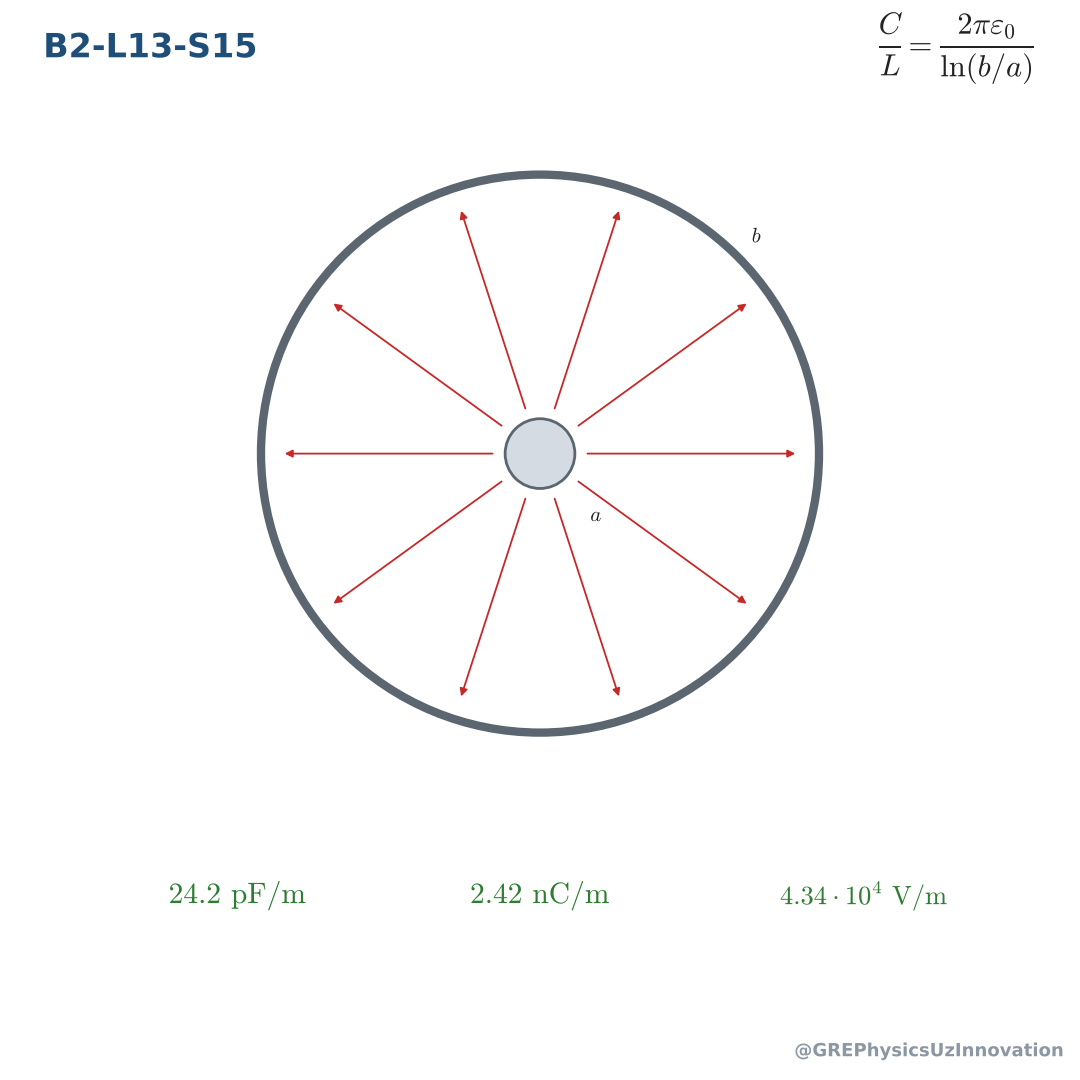 B2-L13-S15
C/L = 2πε₀/ln(b/a)
b
a
24.2 pF/m
2.42 nC/m
4.34 · 10⁴ V/m
@GREPhysicsUzInnovation